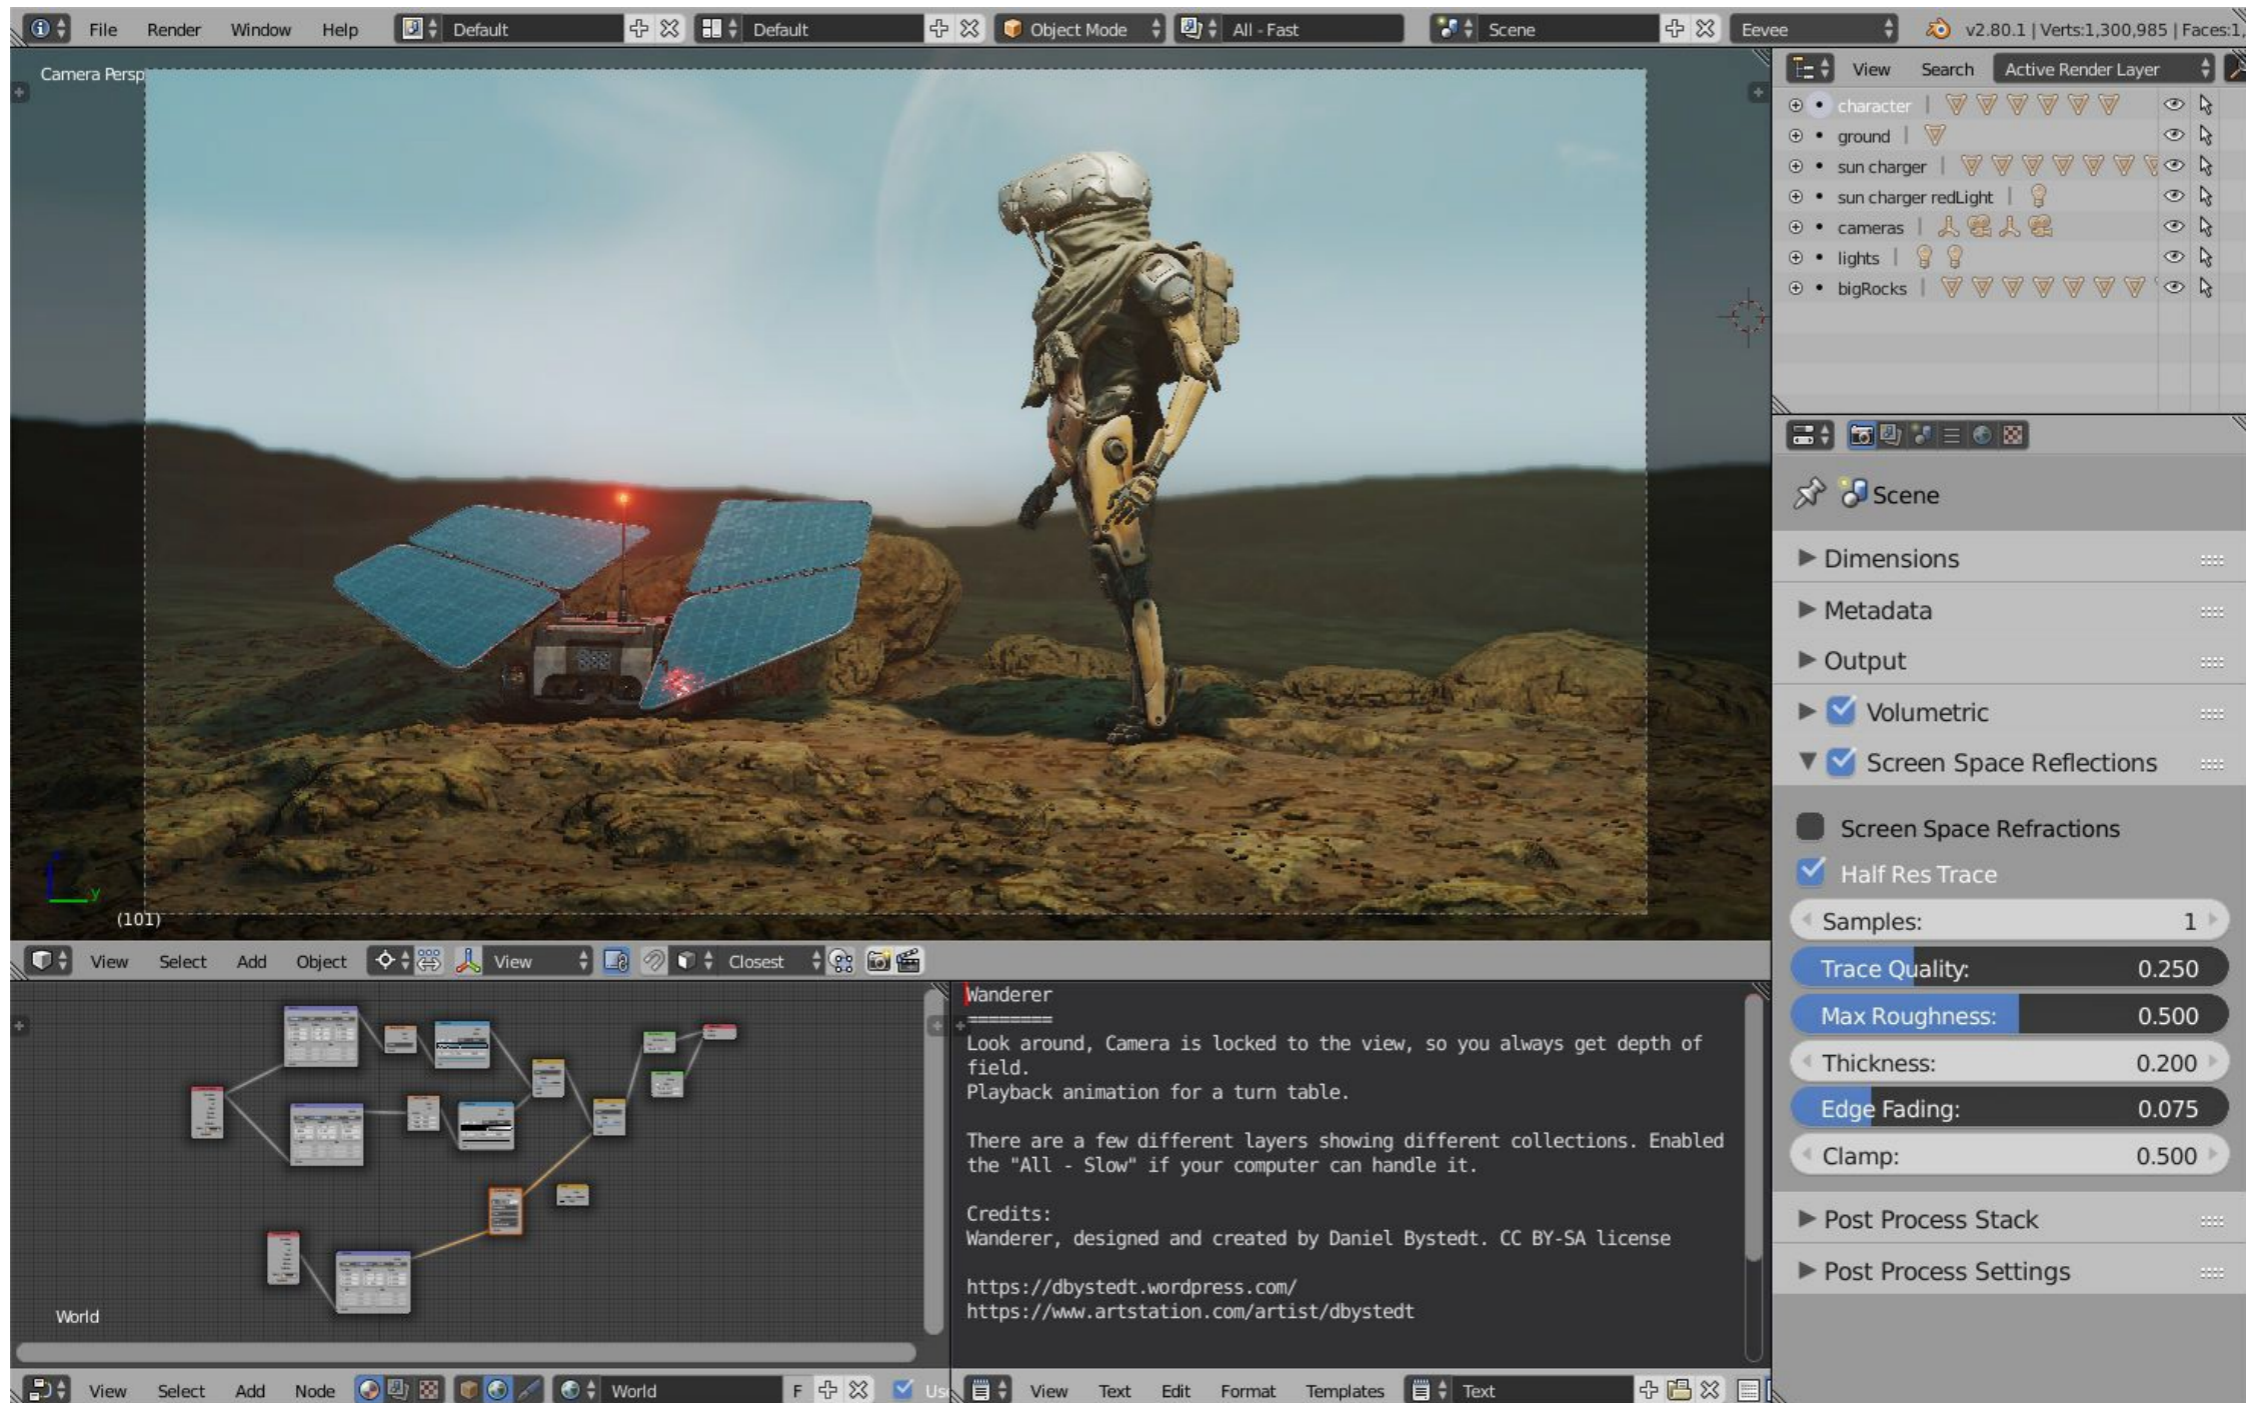 File Render Window Help Default Default Object Mode All - Fast Scene Eevee v2.80.1 | Verts:1,300,985 | Faces:1,
Camera Persp
(101)
View Select Add Object View Closest
World
View Select Add Node World F
Wanderer
========
Look around, Camera is locked to the view, so you always get depth of
field.
Playback animation for a turn table.
There are a few different layers showing different collections. Enabled
the "All - Slow" if your computer can handle it.
Credits:
Wanderer, designed and created by Daniel Bystedt. CC BY-SA license
https://dbystedt.wordpress.com/
https://www.artstation.com/artist/dbystedt
View Text Edit Format Templates Text
View Search Active Render Layer
character
ground
sun charger
sun charger redLight
cameras
lights
bigRocks
Scene
Dimensions
Metadata
Output
Volumetric
Screen Space Reflections
Screen Space Refractions
Half Res Trace
Samples: 1
Trace Quality: 0.250
Max Roughness: 0.500
Thickness: 0.200
Edge Fading: 0.075
Clamp: 0.500
Post Process Stack
Post Process Settings
y